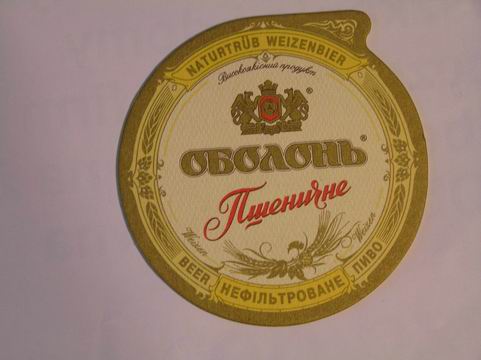 NATURTRÜB WEIZENBIER
Високоякісний продукт
®
ОБОЛОНЬ®
Пшеничне
Weizen Weizen
BEER НЕФІЛЬТРОВАНЕ ПИВО